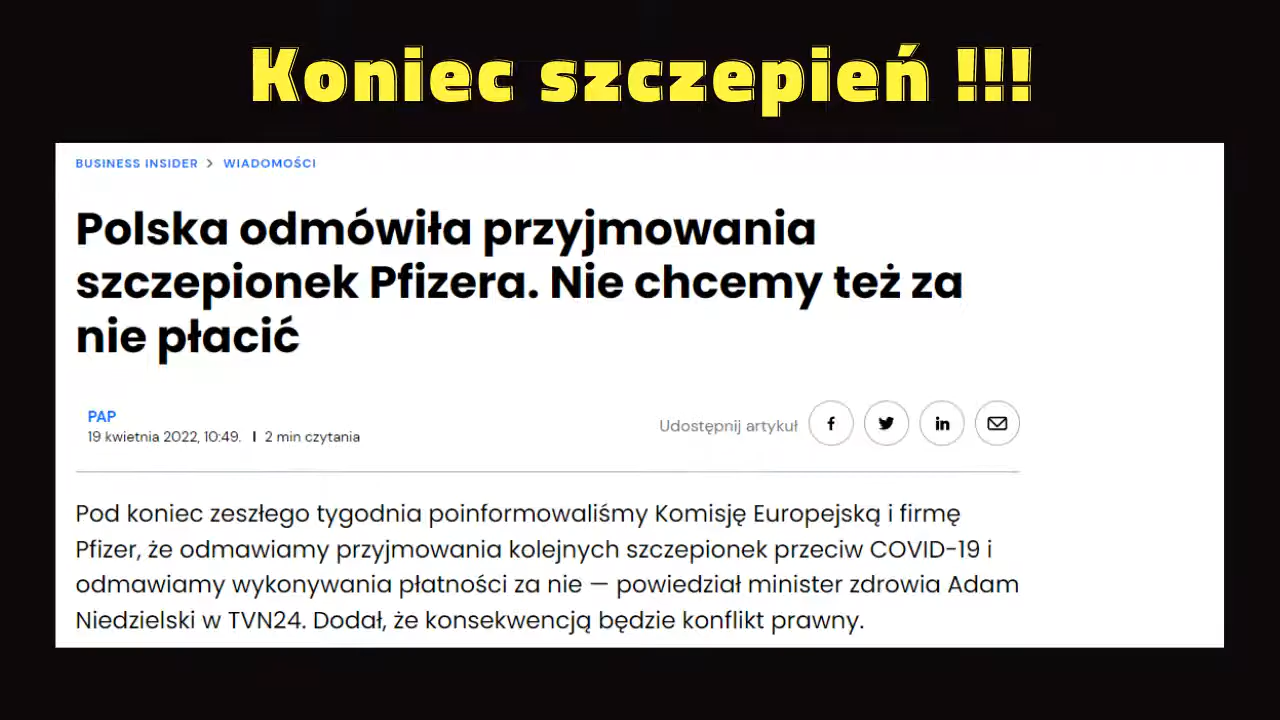 Koniec szczepień !!!
BUSINESS INSIDER > WIADOMOŚCI
Polska odmówiła przyjmowania
szczepionek Pfizera. Nie chcemy też za
nie płacić
PAP
19 kwietnia 2022, 10:49. | 2 min czytania
Udostępnij artykuł
Pod koniec zeszłego tygodnia poinformowaliśmy Komisję Europejską i firmę
Pfizer, że odmawiamy przyjmowania kolejnych szczepionek przeciw COVID-19 i
odmawiamy wykonywania płatności za nie — powiedział minister zdrowia Adam
Niedzielski w TVN24. Dodał, że konsekwencją będzie konflikt prawny.